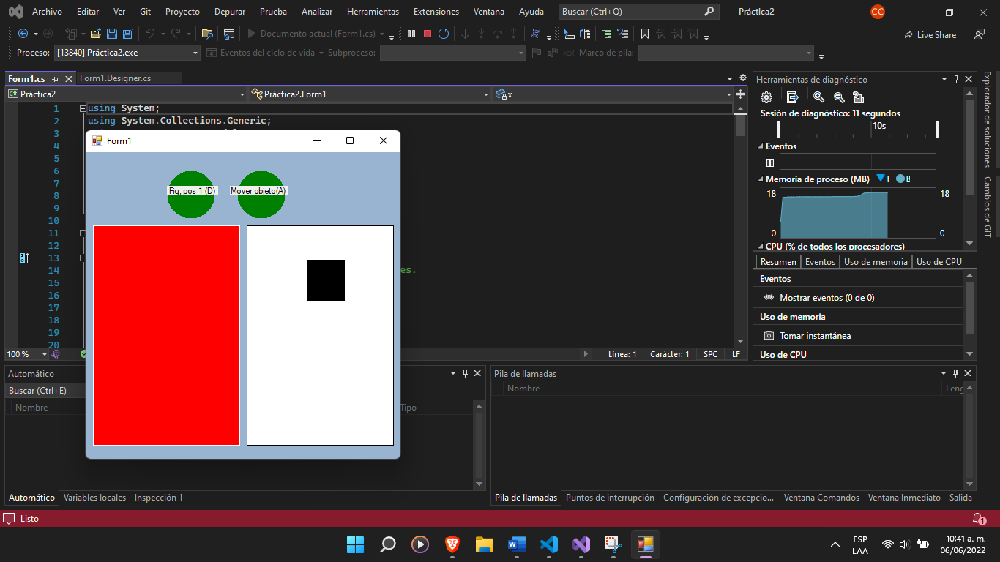 Archivo Editar Ver Git Proyecto Depurar Prueba Analizar Herramientas Extensiones Ventana Ayuda Buscar (Ctrl+Q) Práctica2 CC
Documento actual (Form1.cs) Live Share
Proceso: [13840] Práctica2.exe Eventos del ciclo de vida Subproceso: Marco de pila:
Form1.cs Form1.Designer.cs
Práctica2 Práctica2.Form1 x
1 using System;
2 using System.Collections.Generic;
3
4
5
6
7
8
9
10
11
12
13
14 es.
15
16
17
18
19
20
100 % Línea: 1 Carácter: 1 SPC LF
Form1
Fig, pos 1 (D) Mover objeto(A)
Herramientas de diagnóstico
Sesión de diagnóstico: 11 segundos
10s
Eventos
Memoria de proceso (MB) I B
18 18
0 0
CPU (% de todos los procesadores)
Resumen Eventos Uso de memoria Uso de CPU
Eventos
Mostrar eventos (0 de 0)
Uso de memoria
Tomar instantánea
Uso de CPU
Explorador de soluciones
Cambios de GIT
Automático
Buscar (Ctrl+E)
Nombre Tipo
Automático Variables locales Inspección 1
Pila de llamadas
Nombre Leng
Pila de llamadas Puntos de interrupción Configuración de excepcio... Ventana Comandos Ventana Inmediato Salida
Listo 1
ESP
LAA
10:41 a. m.
06/06/2022